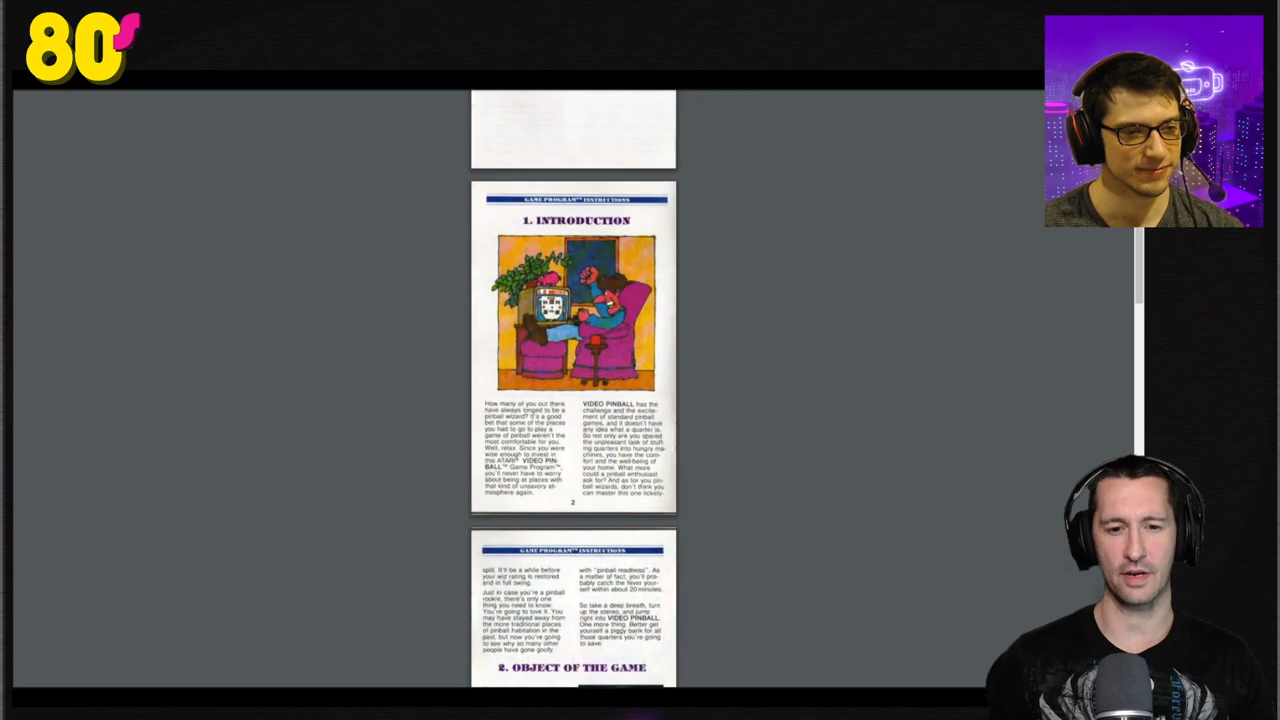 80's
GAME PROGRAM™ INSTRUCTIONS
1. INTRODUCTION
How many of you out there
have always longed to be a
pinball wizard? It's a good
bet that some of the places
you had to go to play a
game of pinball weren't the
most comfortable for you.
Well, relax. Since you were
wise enough to invest in
this ATARI® VIDEO PIN-
BALL™ Game Program™,
you'll never have to worry
about being at places with
that kind of unsavory at-
mosphere again.
VIDEO PINBALL has the
challenge and the excite-
ment of standard pinball
games, and it doesn't have
any idea what a quarter is.
So not only are you spared
the unpleasant task of stuff-
ing quarters into hungry ma-
chines, you have the com-
fort and the well-being of
your home. What more
could a pinball enthusiast
ask for? And as for you pin-
ball wizards, don't think you
can master this one lickety-
2
GAME PROGRAM™ INSTRUCTIONS
split. It'll be a while before
your wiz rating is restored
and in full swing.
Just in case you're a pinball
rookie, there's only one
thing you need to know.
You're going to love it. You
may have stayed away from
the more traditional places
of pinball habitation in the
past, but now you're going
to see why so many other
people have gone goofy
with "pinball madness". As
a matter of fact, you'll pro-
bably catch the fever your-
self within about 20 minutes.
So take a deep breath, turn
up the stereo, and jump
right into VIDEO PINBALL.
One more thing. Better get
yourself a piggy bank for all
those quarters you're going
to save.
2. OBJECT OF THE GAME